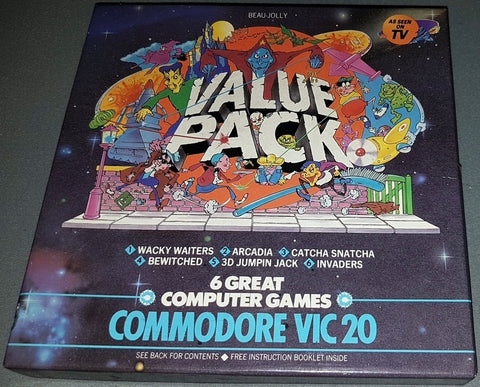 BEAU-JOLLY
AS SEEN
ON
TV
VALUE
PACK
1 WACKY WAITERS 2 ARCADIA 3 CATCHA SNATCHA
4 BEWITCHED 5 3D JUMPIN JACK 6 INVADERS
6 GREAT
COMPUTER GAMES
COMMODORE VIC 20
SEE BACK FOR CONTENTS ◆ FREE INSTRUCTION BOOKLET INSIDE